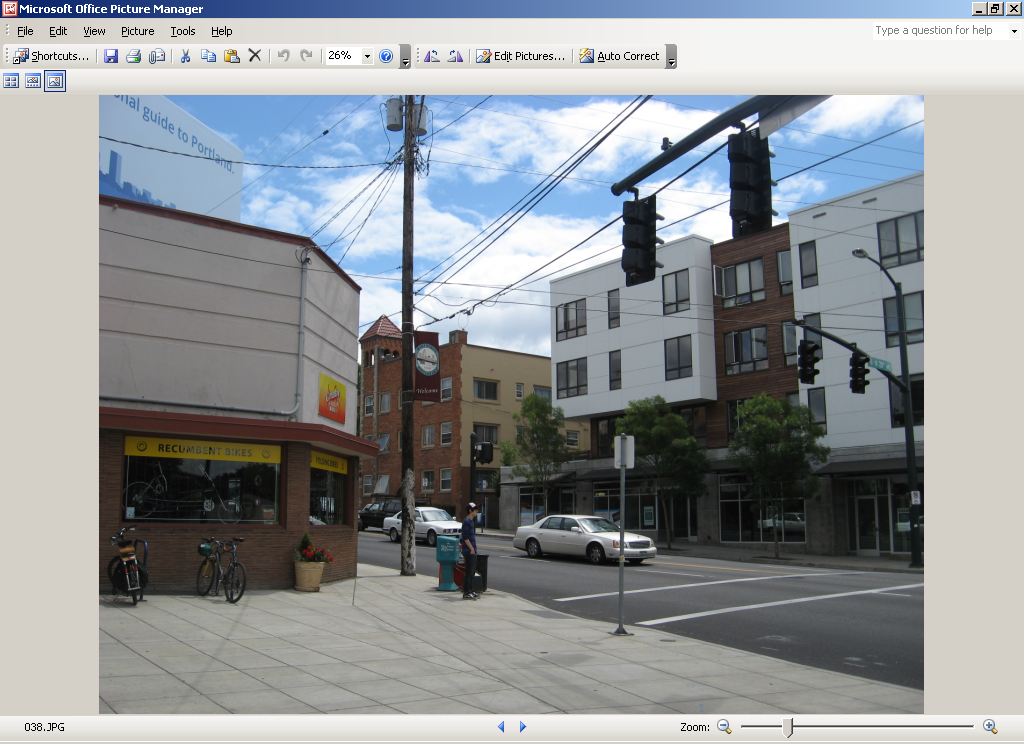 Microsoft Office Picture Manager
File Edit View Picture Tools Help
Type a question for help
Shortcuts...
26%
Edit Pictures...
Auto Correct
nal guide to Portland.
Welcome
RECUMBENT BIKES
038.JPG
Zoom: